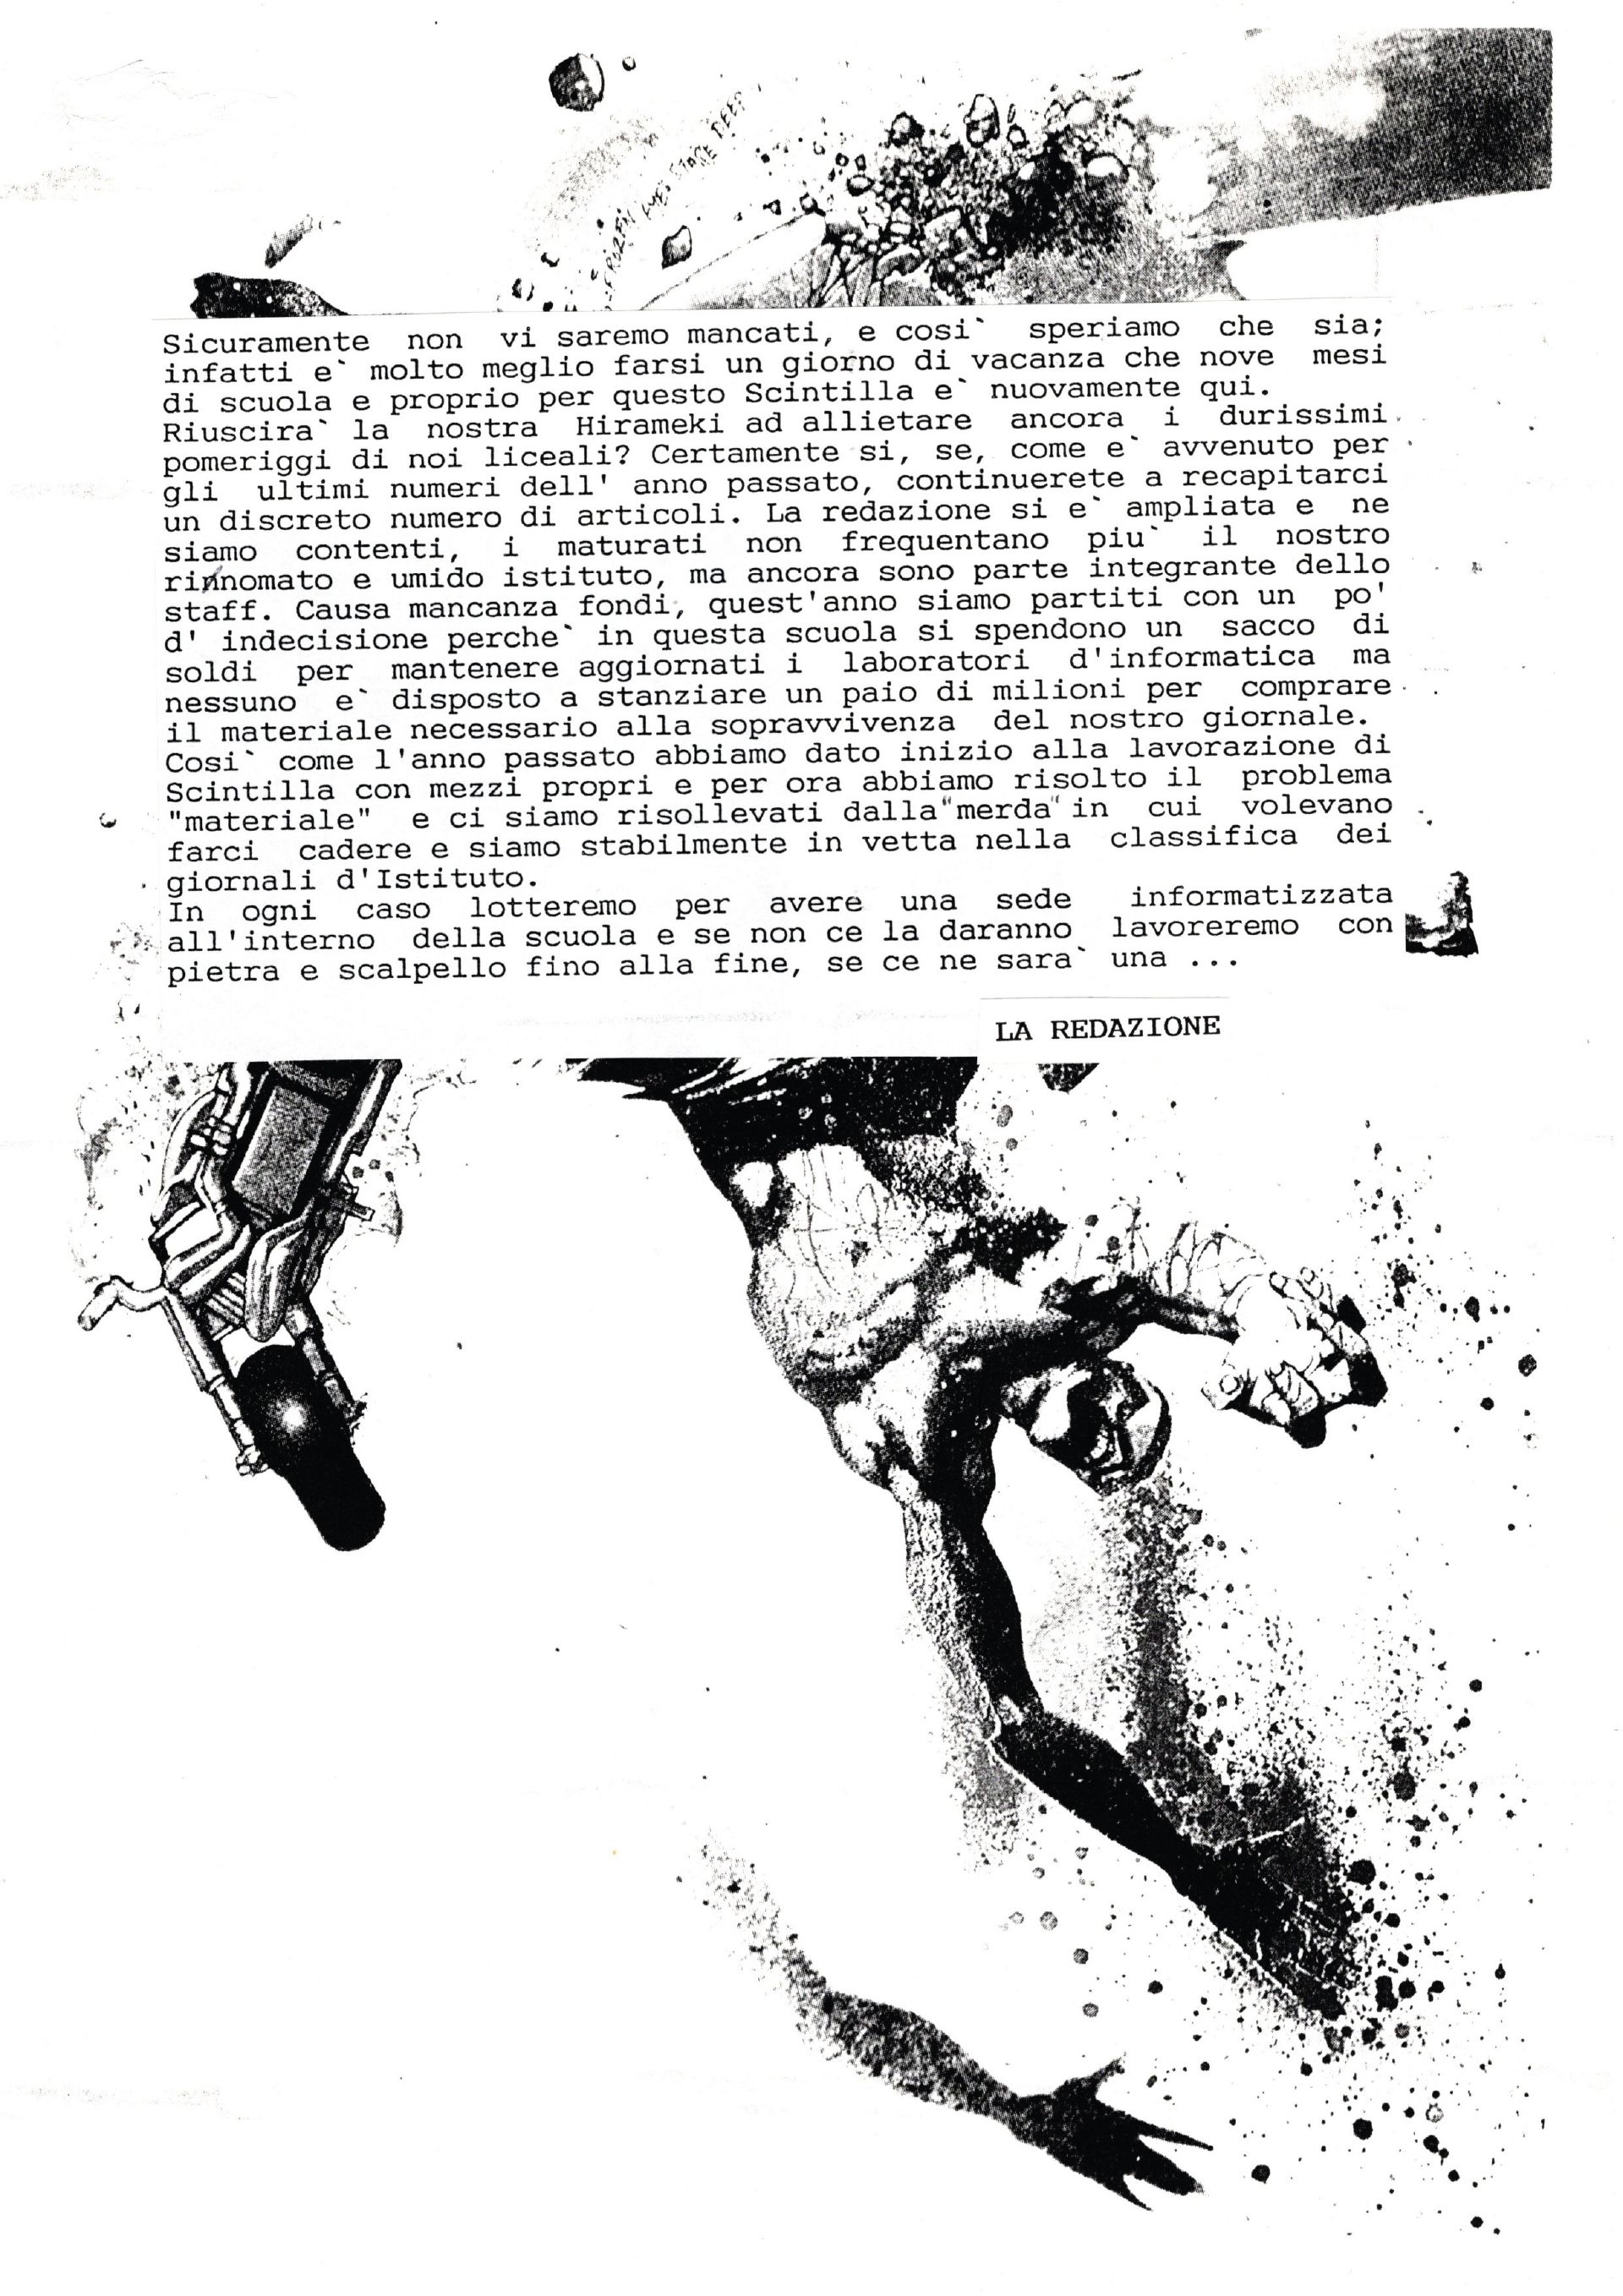 FROZEN EYES STARE DEEP
Sicuramente non vi saremo mancati, e cosi` speriamo che sia;
infatti e` molto meglio farsi un giorno di vacanza che nove mesi
di scuola e proprio per questo Scintilla e` nuovamente qui.
Riuscira` la nostra Hirameki ad allietare ancora i durissimi
pomeriggi di noi liceali? Certamente si, se, come e` avvenuto per
gli ultimi numeri dell' anno passato, continuerete a recapitarci
un discreto numero di articoli. La redazione si e` ampliata e ne
siamo contenti, i maturati non frequentano piu` il nostro
rinnomato e umido istituto, ma ancora sono parte integrante dello
staff. Causa mancanza fondi, quest'anno siamo partiti con un po'
d' indecisione perche` in questa scuola si spendono un sacco di
soldi per mantenere aggiornati i laboratori d'informatica ma
nessuno e` disposto a stanziare un paio di milioni per comprare
il materiale necessario alla sopravvivenza del nostro giornale.
Cosi` come l'anno passato abbiamo dato inizio alla lavorazione di
Scintilla con mezzi propri e per ora abbiamo risolto il problema
"materiale" e ci siamo risollevati dalla "merda" in cui volevano
farci cadere e siamo stabilmente in vetta nella classifica dei
giornali d'Istituto.
In ogni caso lotteremo per avere una sede informatizzata
all'interno della scuola e se non ce la daranno lavoreremo con
pietra e scalpello fino alla fine, se ce ne sara` una ...
LA REDAZIONE